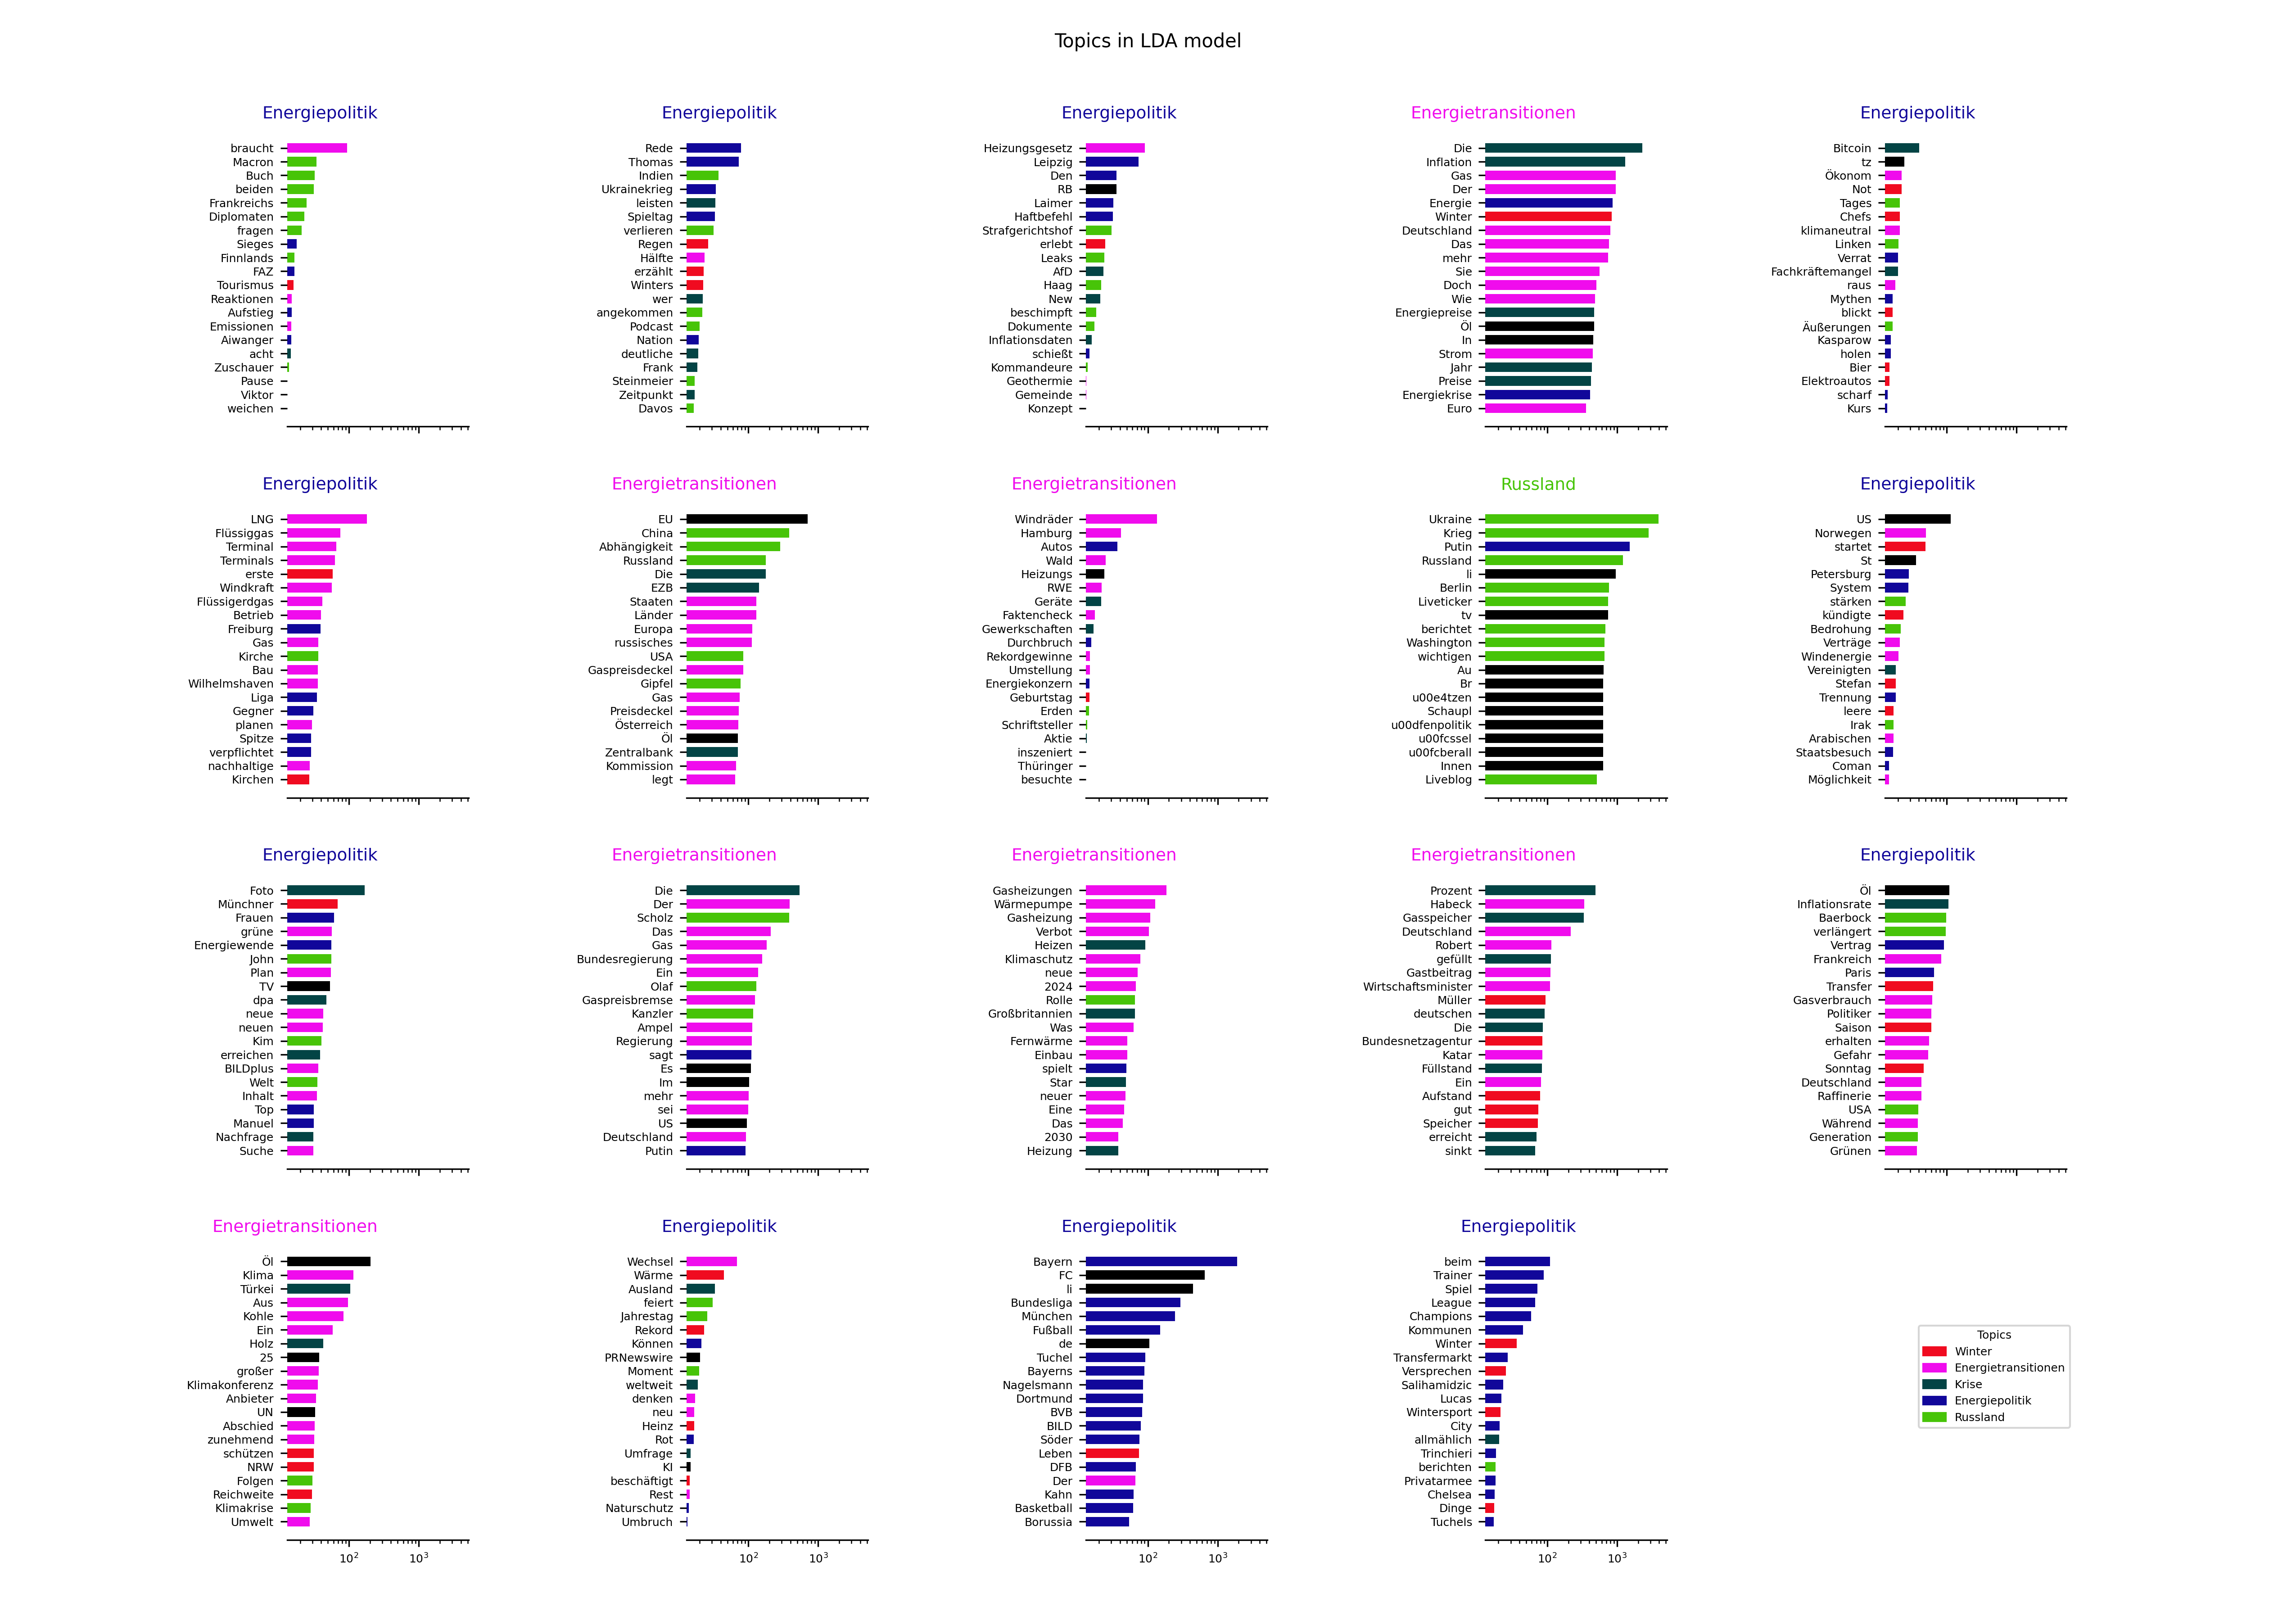 Topics in LDA model
Energiepolitik
braucht
Macron
Buch
beiden
Frankreichs
Diplomaten
fragen
Sieges
Finnlands
FAZ
Tourismus
Reaktionen
Aufstieg
Emissionen
Aiwanger
acht
Zuschauer
Pause
Viktor
weichen
Energiepolitik
Rede
Thomas
Indien
Ukrainekrieg
leisten
Spieltag
verlieren
Regen
Hälfte
erzählt
Winters
wer
angekommen
Podcast
Nation
deutliche
Frank
Steinmeier
Zeitpunkt
Davos
Energiepolitik
Heizungsgesetz
Leipzig
Den
RB
Laimer
Haftbefehl
Strafgerichtshof
erlebt
Leaks
AfD
Haag
New
beschimpft
Dokumente
Inflationsdaten
schießt
Kommandeure
Geothermie
Gemeinde
Konzept
Energietransitionen
Die
Inflation
Gas
Der
Energie
Winter
Deutschland
Das
mehr
Sie
Doch
Wie
Energiepreise
Öl
In
Strom
Jahr
Preise
Energiekrise
Euro
Energiepolitik
Bitcoin
tz
Ökonom
Not
Tages
Chefs
klimaneutral
Linken
Verrat
Fachkräftemangel
raus
Mythen
blickt
Äußerungen
Kasparow
holen
Bier
Elektroautos
scharf
Kurs
Energiepolitik
LNG
Flüssiggas
Terminal
Terminals
erste
Windkraft
Flüssigerdgas
Betrieb
Freiburg
Gas
Kirche
Bau
Wilhelmshaven
Liga
Gegner
planen
Spitze
verpflichtet
nachhaltige
Kirchen
Energietransitionen
EU
China
Abhängigkeit
Russland
Die
EZB
Staaten
Länder
Europa
russisches
USA
Gaspreisdeckel
Gipfel
Gas
Preisdeckel
Österreich
Öl
Zentralbank
Kommission
legt
Energietransitionen
Windräder
Hamburg
Autos
Wald
Heizungs
RWE
Geräte
Faktencheck
Gewerkschaften
Durchbruch
Rekordgewinne
Umstellung
Energiekonzern
Geburtstag
Erden
Schriftsteller
Aktie
inszeniert
Thüringer
besuchte
Russland
Ukraine
Krieg
Putin
Russland
li
Berlin
Liveticker
tv
berichtet
Washington
wichtigen
Au
Br
u00e4tzen
Schaupl
u00dfenpolitik
u00fcssel
u00fcberall
Innen
Liveblog
Energiepolitik
US
Norwegen
startet
St
Petersburg
System
stärken
kündigte
Bedrohung
Verträge
Windenergie
Vereinigten
Stefan
Trennung
leere
Irak
Arabischen
Staatsbesuch
Coman
Möglichkeit
Energiepolitik
Foto
Münchner
Frauen
grüne
Energiewende
John
Plan
TV
dpa
neue
neuen
Kim
erreichen
BILDplus
Welt
Inhalt
Top
Manuel
Nachfrage
Suche
Energietransitionen
Die
Der
Scholz
Das
Gas
Bundesregierung
Ein
Olaf
Gaspreisbremse
Kanzler
Ampel
Regierung
sagt
Es
Im
mehr
sei
US
Deutschland
Putin
Energietransitionen
Gasheizungen
Wärmepumpe
Gasheizung
Verbot
Heizen
Klimaschutz
neue
2024
Rolle
Großbritannien
Was
Fernwärme
Einbau
spielt
Star
neuer
Eine
Das
2030
Heizung
Energietransitionen
Prozent
Habeck
Gasspeicher
Deutschland
Robert
gefüllt
Gastbeitrag
Wirtschaftsminister
Müller
deutschen
Die
Bundesnetzagentur
Katar
Füllstand
Ein
Aufstand
gut
Speicher
erreicht
sinkt
Energiepolitik
Öl
Inflationsrate
Baerbock
verlängert
Vertrag
Frankreich
Paris
Transfer
Gasverbrauch
Politiker
Saison
erhalten
Gefahr
Sonntag
Deutschland
Raffinerie
USA
Während
Generation
Grünen
Energietransitionen
Öl
Klima
Türkei
Aus
Kohle
Ein
Holz
25
großer
Klimakonferenz
Anbieter
UN
Abschied
zunehmend
schützen
NRW
Folgen
Reichweite
Klimakrise
Umwelt
10² 10³
Energiepolitik
Wechsel
Wärme
Ausland
feiert
Jahrestag
Rekord
Können
PRNewswire
Moment
weltweit
denken
neu
Heinz
Rot
Umfrage
KI
beschäftigt
Rest
Naturschutz
Umbruch
10² 10³
Energiepolitik
Bayern
FC
li
Bundesliga
München
Fußball
de
Tuchel
Bayerns
Nagelsmann
Dortmund
BVB
BILD
Söder
Leben
DFB
Der
Kahn
Basketball
Borussia
10² 10³
Energiepolitik
beim
Trainer
Spiel
League
Champions
Kommunen
Winter
Transfermarkt
Versprechen
Salihamidzic
Lucas
Wintersport
City
allmählich
Trinchieri
berichten
Privatarmee
Chelsea
Dinge
Tuchels
10² 10³
Topics
Winter
Energietransitionen
Krise
Energiepolitik
Russland